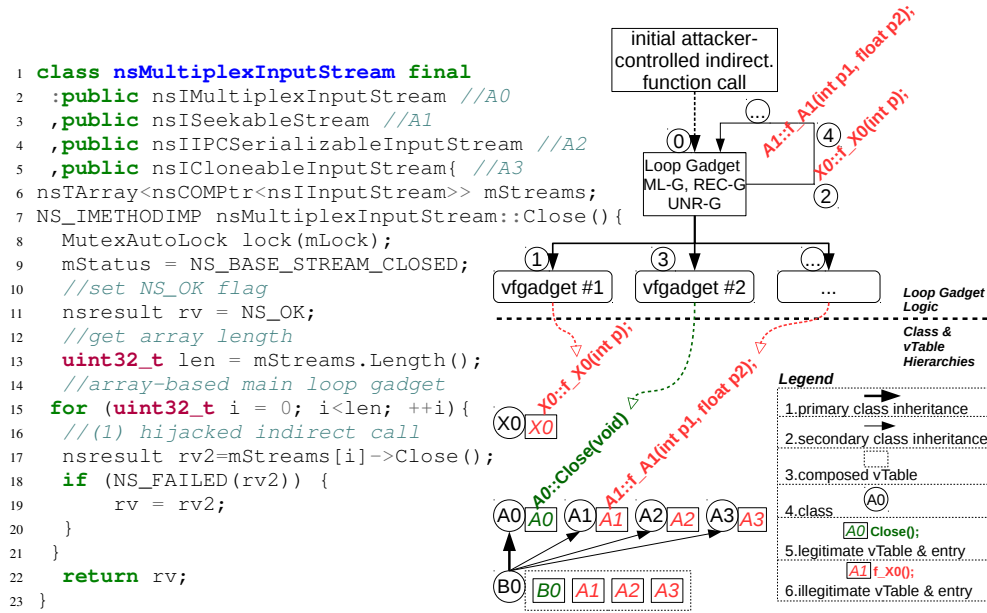 1 class nsMultiplexInputStream final
2 :public nsIMultiplexInputStream //A0
3 ,public nsISeekableStream //A1
4 ,public nsIIPCSerializableInputStream //A2
5 ,public nsICloneableInputStream{ //A3
6 nsTArray<nsCOMPtr<nsIInputStream>> mStreams;
7 NS_IMETHODIMP nsMultiplexInputStream::Close(){
8 MutexAutoLock lock(mLock);
9 mStatus = NS_BASE_STREAM_CLOSED;
10 //set NS_OK flag
11 nsresult rv = NS_OK;
12 //get array length
13 uint32_t len = mStreams.Length();
14 //array-based main loop gadget
15 for (uint32_t i = 0; i<len; ++i){
16 //(1) hijacked indirect call
17 nsresult rv2=mStreams[i]->Close();
18 if (NS_FAILED(rv2)) {
19 rv = rv2;
20 }
21 }
22 return rv;
23 }
initial attacker-
controlled indirect.
function call
0
...
4
2
Loop Gadget
ML-G, REC-G
UNR-G
A1::f_A1(int p1, float p2);
X0::f_X0(int p);
1
3
...
vfgadget #1
vfgadget #2
...
Loop Gadget
Logic
Class &
vTable
Hierarchies
X0::f_X0(int p);
A0::Close(void)
A1::f_A1(int p1, float p2);
X0 X0
A0 A0 A1 A1 A2 A2 A3 A3
B0 B0 A1 A2 A3
Legend
1.primary class inheritance
2.secondary class inheritance
3.composed vTable
A0
4.class
A0 Close();
5.legitimate vTable & entry
A1 f_X0();
6.illegitimate vTable & entry